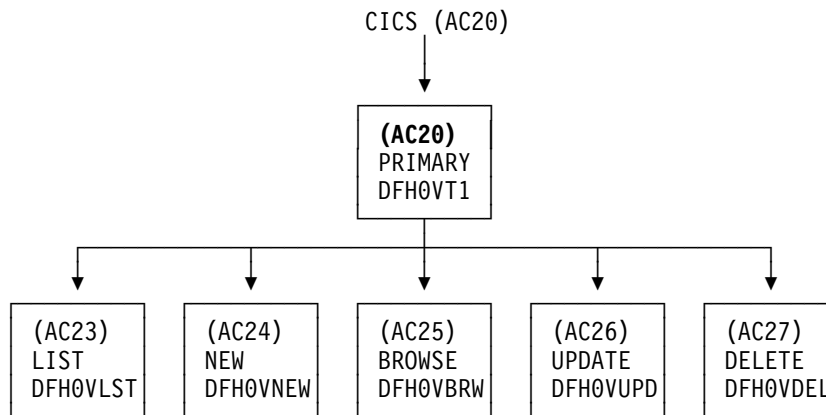 CICS (AC20)
(AC20)
PRIMARY
DFH0VT1
(AC23)
LIST
DFH0VLST
(AC24)
NEW
DFH0VNEW
(AC25)
BROWSE
DFH0VBRW
(AC26)
UPDATE
DFH0VUPD
(AC27)
DELETE
DFH0VDEL